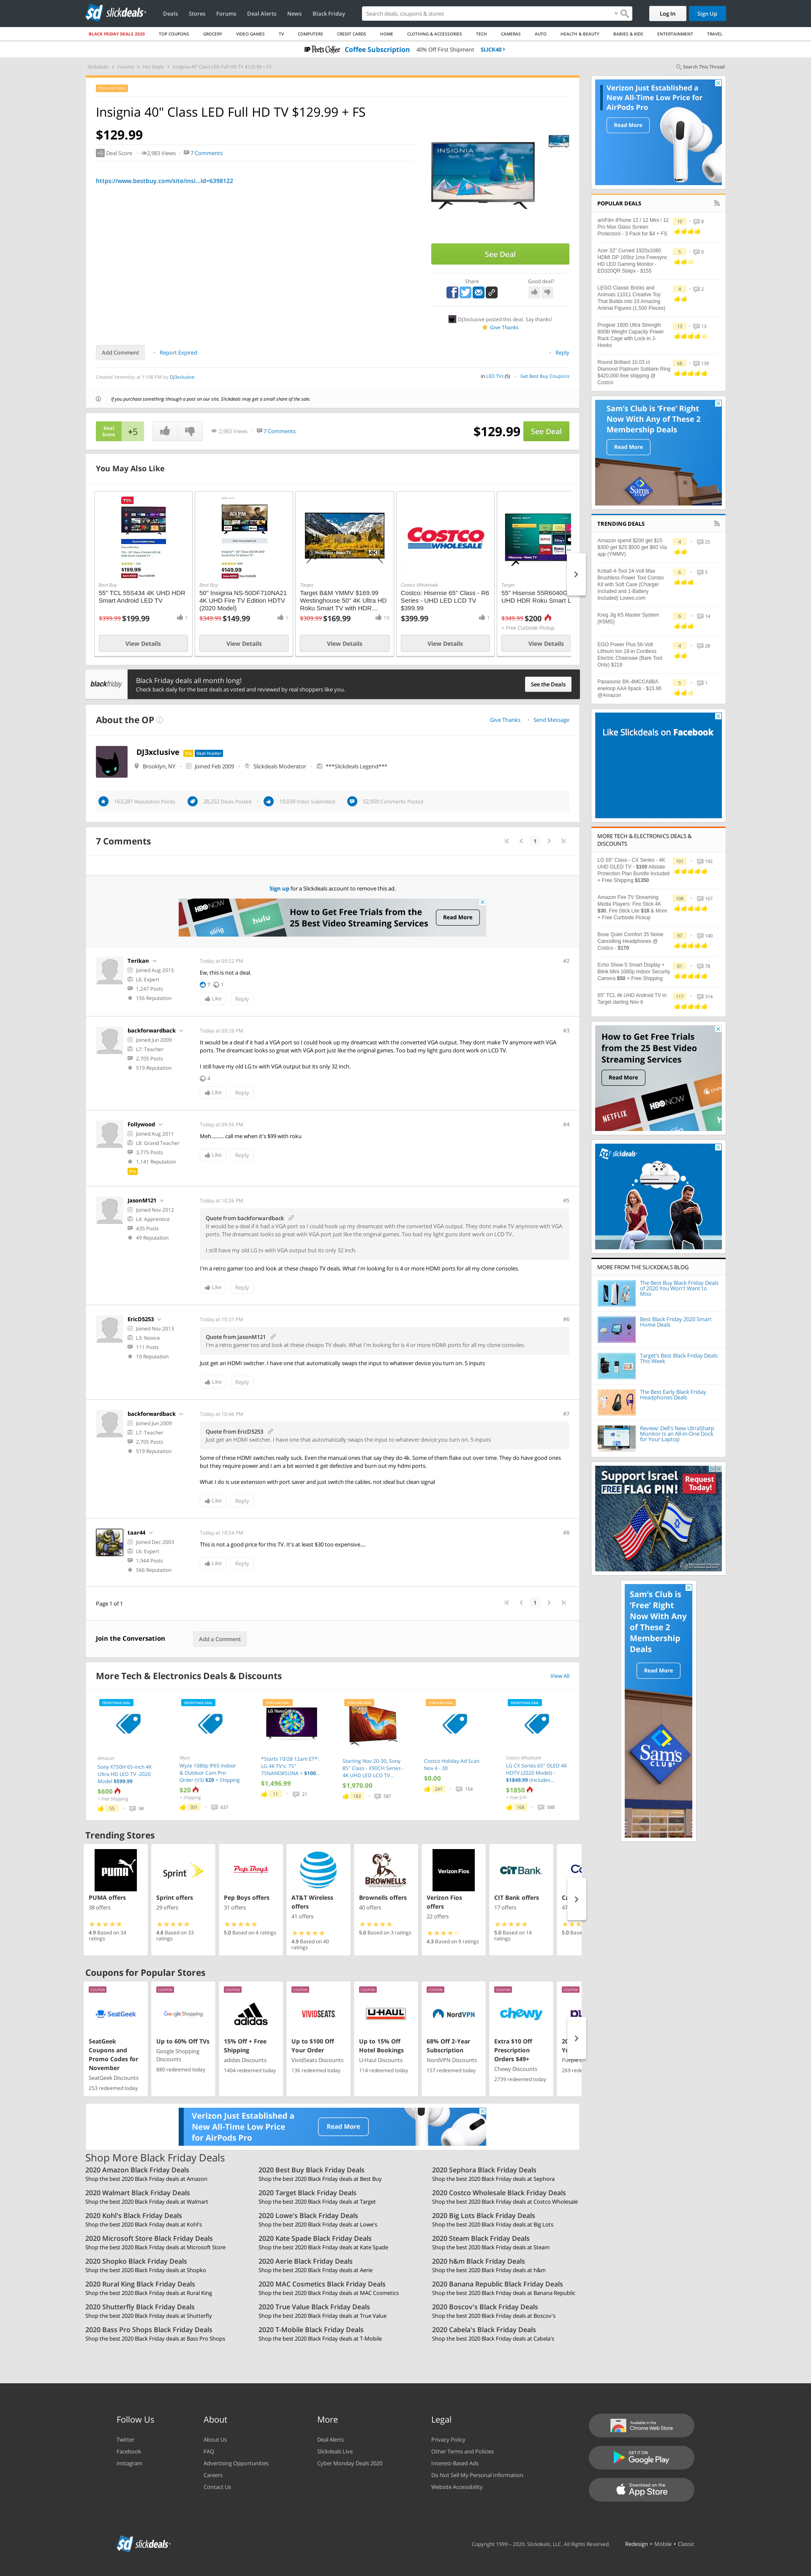 slickdeals
Deals Stores Forums Deal Alerts News Black Friday
Search deals, coupons & stores
Log In Sign Up
BLACK FRIDAY DEALS 2020 TOP COUPONS GROCERY VIDEO GAMES TV COMPUTERS CREDIT CARDS HOME CLOTHING & ACCESSORIES TECH CAMERAS AUTO HEALTH & BEAUTY BABIES & KIDS ENTERTAINMENT TRAVEL
Peet's Coffee Coffee Subscription 40% Off First Shipment SLICK40
Slickdeals Forums Hot Deals Insignia 40" Class LED Full HD TV $129.99 + FS
Search This Thread
Insignia 40" Class LED Full HD TV $129.99 + FS
$129.99
Deal Score 2,983 Views 7 Comments
https://www.bestbuy.com/site/insi...Id=6398122
INSIGNIA
See Deal
Share Good deal?
DJ3xclusive posted this deal. Say thanks!
Give Thanks
Add Comment Report Expired Reply
Created Yesterday at 11:08 PM by DJ3xclusive
in LED TVs (5) Get Best Buy Coupons
If you purchase something through a post on our site, Slickdeals may get a small share of the sale.
Deal Score +5 2,983 Views 7 Comments $129.99 See Deal
You May Also Like
Best Buy
55" TCL 55S434 4K UHD HDR Smart Android LED TV
$399.99 $199.99 1
View Details
Best Buy
50" Insignia NS-50DF710NA21 4K UHD Fire TV Edition HDTV (2020 Model)
$349.99 $149.99 1
View Details
Target
Target B&M YMMV $169.99 Westinghouse 50" 4K Ultra HD Roku Smart TV with HDR...
$309.99 $169.99 19
View Details
COSTCO WHOLESALE
Costco Wholesale
Costco: Hisense 65" Class - R6 Series - UHD LED LCD TV $399.99
$399.99 1
View Details
Target
55" Hisense 55R6040G
UHD HDR Roku Smart L
$349.99 $200
+ Free Curbside Pickup
View Details
blackfriday
Black Friday deals all month long!
Check back daily for the best deals as voted and reviewed by real shoppers like you.
See the Deals
About the OP Give Thanks Send Message
DJ3xclusive Pro Deal Hunter
Brooklyn, NY Joined Feb 2009 Slickdeals Moderator ***Slickdeals Legend***
163,281 Reputation Points 26,252 Deals Posted 19,039 Votes Submitted 52,959 Comments Posted
7 Comments 1
Sign up for a Slickdeals account to remove this ad.
HBO NOW hulu How to Get Free Trials from the 25 Best Video Streaming Services Read More
Terikan Today at 09:22 PM #2
Joined Aug 2015
L6: Expert
1,247 Posts
156 Reputation
Ew, this is not a deal.
7 1
Like Reply
backforwardback Today at 09:26 PM #3
Joined Jun 2009
L7: Teacher
2,705 Posts
519 Reputation
It would be a deal if it had a VGA port so I could hook up my dreamcast with the converted VGA output. They dont make TV anymore with VGA ports. The dreamcast looks so great with VGA port just like the original games. Too bad my light guns dont work on LCD TV.
I still have my old LG tv with VGA output but its only 32 inch.
4
Like Reply
Follywood Today at 09:56 PM #4
Joined Aug 2011
L8: Grand Teacher
3,775 Posts
1,141 Reputation
Pro
Meh......... call me when it's $99 with roku
Like Reply
JasonM121 Today at 10:26 PM #5
Joined Nov 2012
L4: Apprentice
435 Posts
49 Reputation
Quote from backforwardback
It would be a deal if it had a VGA port so I could hook up my dreamcast with the converted VGA output. They dont make TV anymore with VGA ports. The dreamcast looks so great with VGA port just like the original games. Too bad my light guns dont work on LCD TV.
I still have my old LG tv with VGA output but its only 32 inch.
I'm a retro gamer too and look at these cheapo TV deals. What I'm looking for is 4 or more HDMI ports for all my clone consoles.
Like Reply
EricD5253 Today at 10:31 PM #6
Joined Nov 2013
L3: Novice
111 Posts
10 Reputation
Quote from JasonM121
I'm a retro gamer too and look at these cheapo TV deals. What I'm looking for is 4 or more HDMI ports for all my clone consoles.
Just get an HDMI switcher. I have one that automatically swaps the input to whatever device you turn on. 5 inputs
Like Reply
backforwardback Today at 10:46 PM #7
Joined Jun 2009
L7: Teacher
2,705 Posts
519 Reputation
Quote from EricD5253
Just get an HDMI switcher. I have one that automatically swaps the input to whatever device you turn on. 5 inputs
Some of these HDMI switches really suck. Even the manual ones that say they do 4k. Some of them flake out over time. They do have good ones but they require power and I am a bit worried it get defective and burn out my hdmi ports.
What I do is use extension with port saver and just switch the cables. not ideal but clean signal
Like Reply
taar44 Today at 10:54 PM #8
Joined Dec 2003
L6: Expert
1,944 Posts
566 Reputation
This is not a good price for this TV. It's at least $30 too expensive....
Like Reply
Page 1 of 1 1
Join the Conversation Add a Comment
More Tech & Electronics Deals & Discounts View All
Amazon
Sony X750H 65-inch 4K Ultra HD LED TV -2020 Model $599.99
$600
+ Free Shipping
55 94
Wyze
Wyze 1080p IP65 Indoor & Outdoor Cam Pre-Order (V3) $20 + Shipping
$20
+ Shipping
301 637
*Starts 10/28 12am ET*: LG 4K TV's: 75" 75NANO85UNA + $100...
$1,496.99
11 21
Starting Nov 20-30, Sony 85" Class - X90CH Series - 4K UHD LED LCD TV...
$1,970.00
183 587
Costco Holiday Ad Scan Nov 4 - 30
$0.00
241 154
Costco Wholesale
LG CX Series 65" OLED 4K HDTV (2020 Model) - $1849.99 (Includes...
$1850
+ Free S/H
168 588
Trending Stores
PUMA offers
38 offers
4.9 Based on 34 ratings
Sprint offers
29 offers
4.8 Based on 33 ratings
Pep Boys offers
31 offers
5.0 Based on 4 ratings
AT&T Wireless offers
41 offers
4.9 Based on 40 ratings
Brownells offers
40 offers
5.0 Based on 3 ratings
Verizon Fios offers
22 offers
4.3 Based on 9 ratings
CIT Bank offers
17 offers
5.0 Based on 14 ratings
Coupons for Popular Stores
SeatGeek Coupons and Promo Codes for November
SeatGeek Discounts
253 redeemed today
Up to 60% Off TVs
Google Shopping Discounts
880 redeemed today
15% Off + Free Shipping
adidas Discounts
1404 redeemed today
Up to $100 Off Your Order
VividSeats Discounts
136 redeemed today
Up to 15% Off Hotel Bookings
U-Haul Discounts
114 redeemed today
68% Off 2-Year Subscription
NordVPN Discounts
157 redeemed today
Extra $10 Off Prescription Orders $49+
Chewy Discounts
2739 redeemed today
Verizon Just Established a New All-Time Low Price for AirPods Pro Read More
Shop More Black Friday Deals
2020 Amazon Black Friday Deals
Shop the best 2020 Black Friday deals at Amazon
2020 Best Buy Black Friday Deals
Shop the best 2020 Black Friday deals at Best Buy
2020 Sephora Black Friday Deals
Shop the best 2020 Black Friday deals at Sephora
2020 Walmart Black Friday Deals
Shop the best 2020 Black Friday deals at Walmart
2020 Target Black Friday Deals
Shop the best 2020 Black Friday deals at Target
2020 Costco Wholesale Black Friday Deals
Shop the best 2020 Black Friday deals at Costco Wholesale
2020 Kohl's Black Friday Deals
Shop the best 2020 Black Friday deals at Kohl's
2020 Lowe's Black Friday Deals
Shop the best 2020 Black Friday deals at Lowe's
2020 Big Lots Black Friday Deals
Shop the best 2020 Black Friday deals at Big Lots
2020 Microsoft Store Black Friday Deals
Shop the best 2020 Black Friday deals at Microsoft Store
2020 Kate Spade Black Friday Deals
Shop the best 2020 Black Friday deals at Kate Spade
2020 Steam Black Friday Deals
Shop the best 2020 Black Friday deals at Steam
2020 Shopko Black Friday Deals
Shop the best 2020 Black Friday deals at Shopko
2020 Aerie Black Friday Deals
Shop the best 2020 Black Friday deals at Aerie
2020 h&m Black Friday Deals
Shop the best 2020 Black Friday deals at h&m
2020 Rural King Black Friday Deals
Shop the best 2020 Black Friday deals at Rural King
2020 MAC Cosmetics Black Friday Deals
Shop the best 2020 Black Friday deals at MAC Cosmetics
2020 Banana Republic Black Friday Deals
Shop the best 2020 Black Friday deals at Banana Republic
2020 Shutterfly Black Friday Deals
Shop the best 2020 Black Friday deals at Shutterfly
2020 True Value Black Friday Deals
Shop the best 2020 Black Friday deals at True Value
2020 Boscov's Black Friday Deals
Shop the best 2020 Black Friday deals at Boscov's
2020 Bass Pro Shops Black Friday Deals
Shop the best 2020 Black Friday deals at Bass Pro Shops
2020 T-Mobile Black Friday Deals
Shop the best 2020 Black Friday deals at T-Mobile
2020 Cabela's Black Friday Deals
Shop the best 2020 Black Friday deals at Cabela's
Verizon Just Established a New All-Time Low Price for AirPods Pro
Read More
POPULAR DEALS
amFilm iPhone 12 / 12 Mini / 12 Pro Max Glass Screen Protectors - 3 Pack for $4 + FS 10 8
Acer 32" Curved 1920x1080 HDMI DP 165hz 1ms Freesync HD LED Gaming Monitor - ED320QR Sbiipx - $155 5 0
LEGO Classic Bricks and Animals 11011 Creative Toy That Builds into 10 Amazing Animal Figures (1,500 Pieces) 4 2
Progear 1600 Ultra Strength 800lb Weight Capacity Power Rack Cage with Lock-in J-Hooks 13 13
Round Brilliant 10.03 ct Diamond Platinum Solitaire Ring $420,000 free shipping @ Costco 68 139
Sam's Club is 'Free' Right Now With Any of These 2 Membership Deals
Read More
TRENDING DEALS
Amazon spend $200 get $15 $300 get $25 $500 get $60 Via app (YMMV) 4 25
Kobalt 4-Tool 24-Volt Max Brushless Power Tool Combo Kit with Soft Case (Charger Included and 1-Battery Included) Lowes.com 6 5
Kreg Jig K5 Master System (K5MS) 6 14
EGO Power Plus 56-Volt Lithium Ion 18-in Cordless Electric Chainsaw (Bare Tool Only) $219 4 28
Panasonic BK-4MCCA8BA eneloop AAA 8pack - $15.96 @Amazon 5 1
Like Slickdeals on Facebook
MORE TECH & ELECTRONICS DEALS & DISCOUNTS
LG 55" Class - CX Series - 4K UHD OLED TV - $100 Allstate Protection Plan Bundle Included + Free Shipping $1350 101 192
Amazon Fire TV Streaming Media Players: Fire Stick 4K $30, Fire Stick Lite $18 & More + Free Curbside Pickup 106 167
Bose Quiet Comfort 35 Noise Cancelling Headphones @ Costco - $170 97 140
Echo Show 5 Smart Display + Blink Mini 1080p Indoor Security Camera $50 + Free Shipping 81 78
65" TCL 4k UHD Android TV in Target darting Nov 6 117 314
How to Get Free Trials from the 25 Best Video Streaming Services
Read More
NETFLIX HBO NOW
slickdeals
MORE FROM THE SLICKDEALS BLOG
The Best Buy Black Friday Deals of 2020 You Won't Want to Miss
Best Black Friday 2020 Smart Home Deals
Target's Best Black Friday Deals This Week
The Best Early Black Friday Headphones Deals
Review: Dell's New UltraSharp Monitor Is an All-in-One Dock for Your Laptop
Support Israel FREE FLAG PIN! Request Today!
Sam's Club is 'Free' Right Now With Any of These 2 Membership Deals
Read More
Sam's CLUB
Follow Us
Twitter
Facebook
Instagram
About
About Us
FAQ
Advertising Opportunities
Careers
Contact Us
More
Deal Alerts
Slickdeals Live
Cyber Monday Deals 2020
Legal
Privacy Policy
Other Terms and Policies
Interest-Based Ads
Do Not Sell My Personal Information
Website Accessibility
Available in the Chrome Web Store
GET IT ON Google Play
Download on the App Store
slickdeals
Copyright 1999 - 2020. Slickdeals, LLC. All Rights Reserved. Redesign • Mobile • Classic